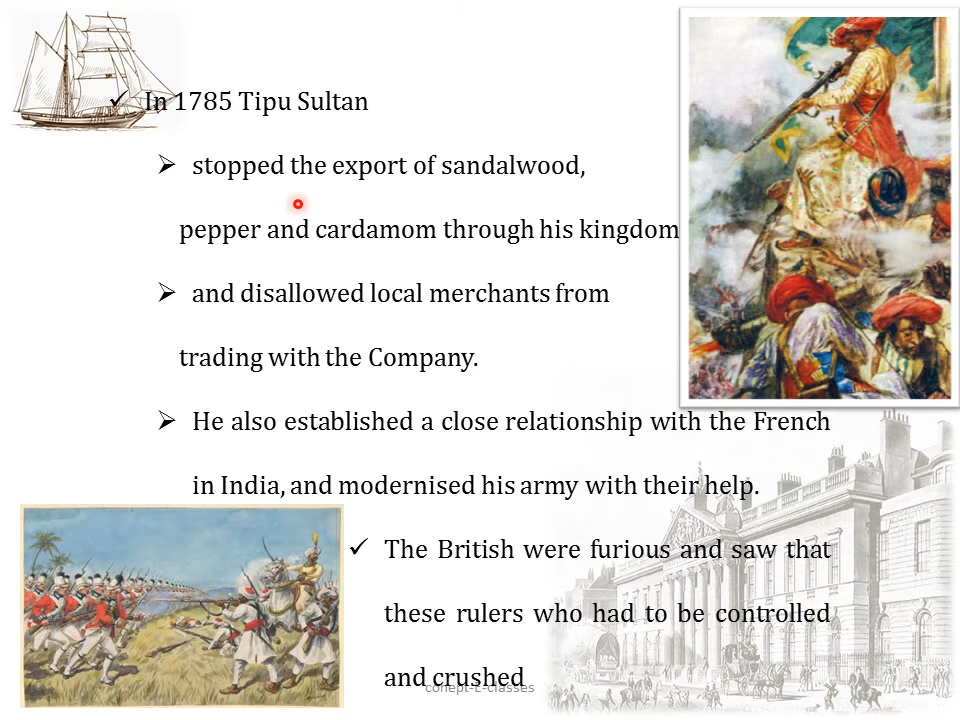 ✓ In 1785 Tipu Sultan
➢ stopped the export of sandalwood,
pepper and cardamom through his kingdom
➢ and disallowed local merchants from
trading with the Company.
➢ He also established a close relationship with the French
in India, and modernised his army with their help.
✓ The British were furious and saw that
these rulers who had to be controlled
and crushed
conept-E-classes